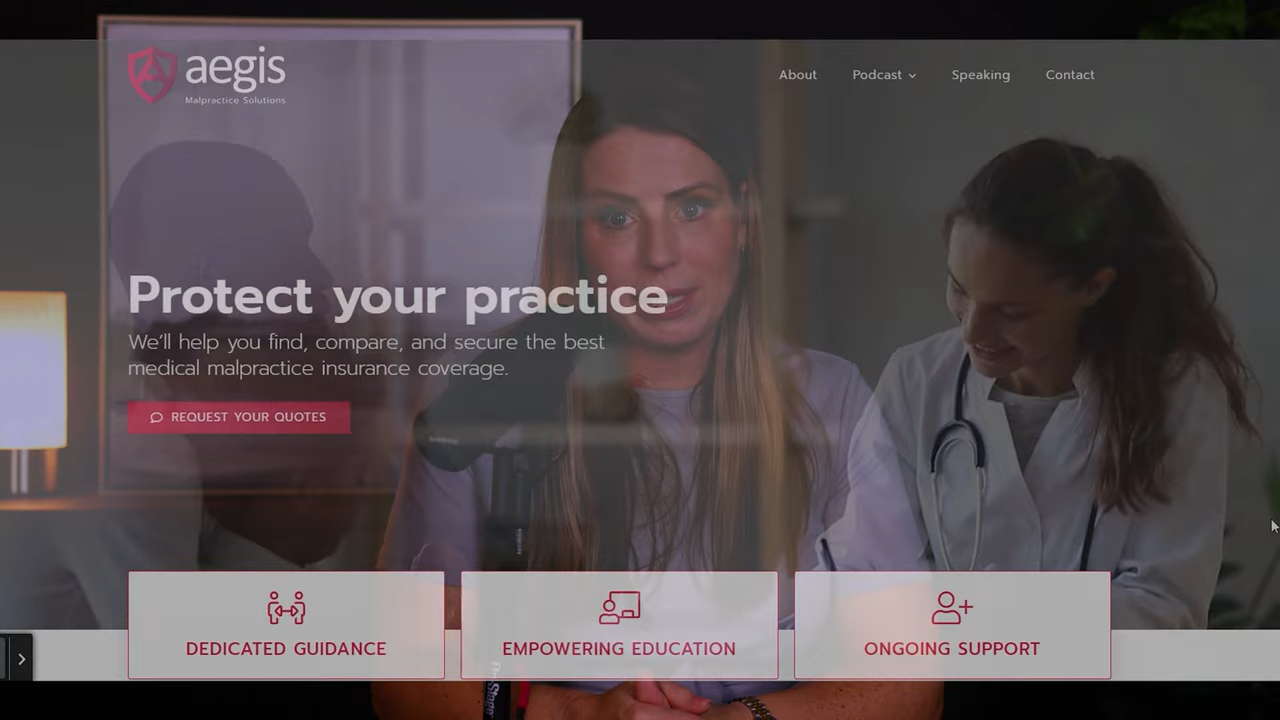 aegis
Malpractice Solutions
About
Podcast
Speaking
Contact
Protect your practice
We’ll help you find, compare, and secure the best
medical malpractice insurance coverage.
REQUEST YOUR QUOTES
DEDICATED GUIDANCE
EMPOWERING EDUCATION
ONGOING SUPPORT